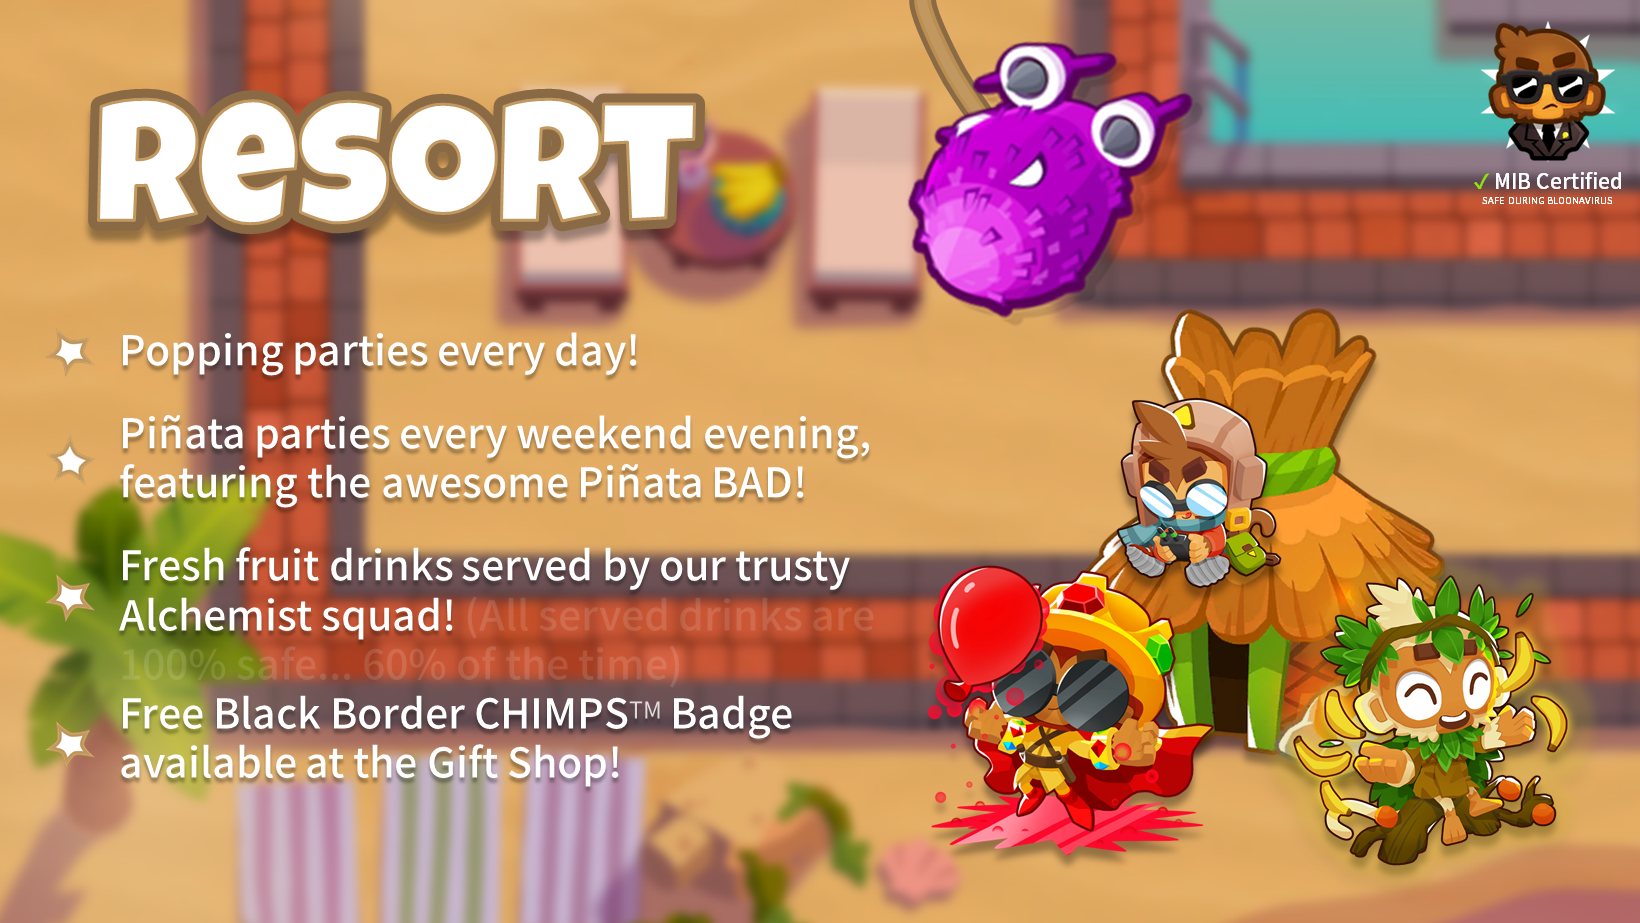 RESORT
✓ MIB Certified
SAFE DURING BLOONAVIRUS
Popping parties every day!
Piñata parties every weekend evening,
featuring the awesome Piñata BAD!
Fresh fruit drinks served by our trusty
Alchemist squad! (All served drinks are
100% safe... 60% of the time)
Free Black Border CHIMPS™ Badge
available at the Gift Shop!